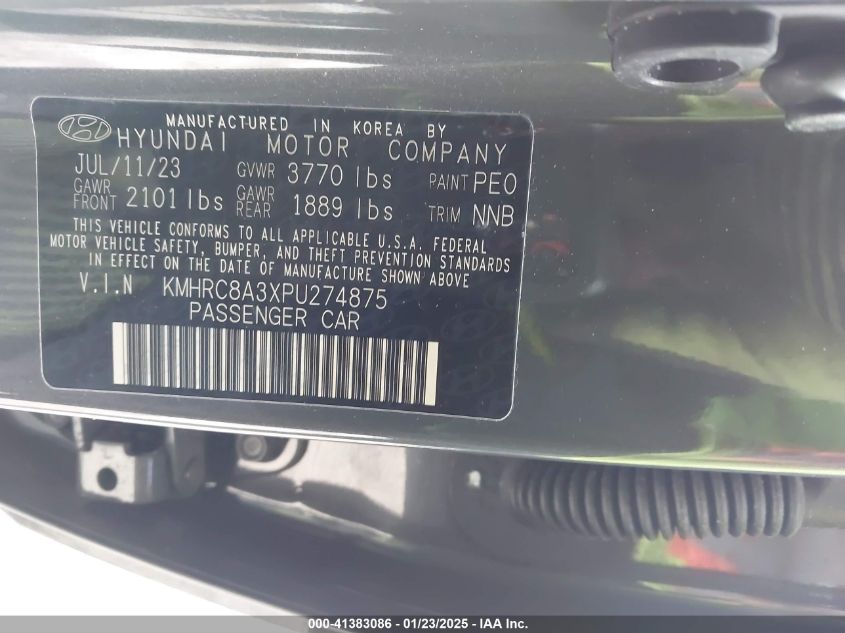 MANUFACTURED IN KOREA BY
HYUNDAI MOTOR COMPANY
JUL/11/23 GVWR 3770 lbs PAINT PE0
GAWR FRONT 2101 lbs GAWR REAR 1889 lbs TRIM NNB
THIS VEHICLE CONFORMS TO ALL APPLICABLE U.S.A. FEDERAL
MOTOR VEHICLE SAFETY, BUMPER, AND THEFT PREVENTION STANDARDS
IN EFFECT ON THE DATE OF MANUFACTURE SHOWN ABOVE
V.I.N KMHRC8A3XPU274875
PASSENGER CAR
000-41383086 - 01/23/2025 - IAA Inc.